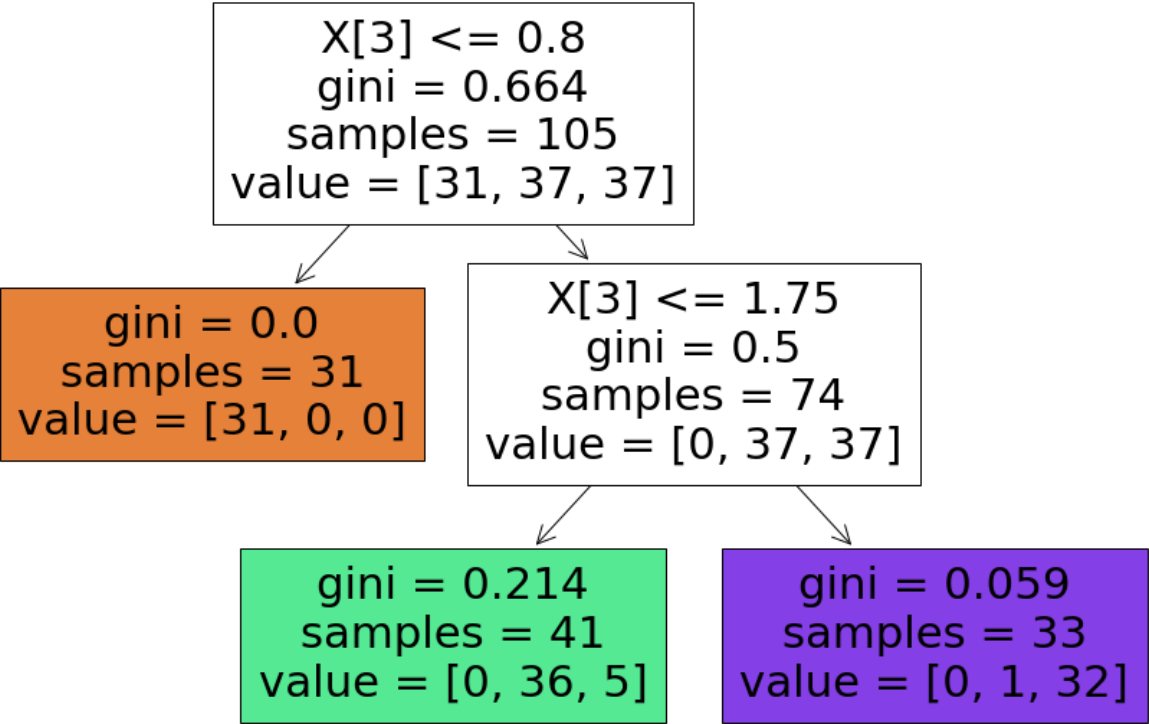 X[3] <= 0.8
gini = 0.664
samples = 105
value = [31, 37, 37]
gini = 0.0
samples = 31
value = [31, 0, 0]
X[3] <= 1.75
gini = 0.5
samples = 74
value = [0, 37, 37]
gini = 0.214
samples = 41
value = [0, 36, 5]
gini = 0.059
samples = 33
value = [0, 1, 32]